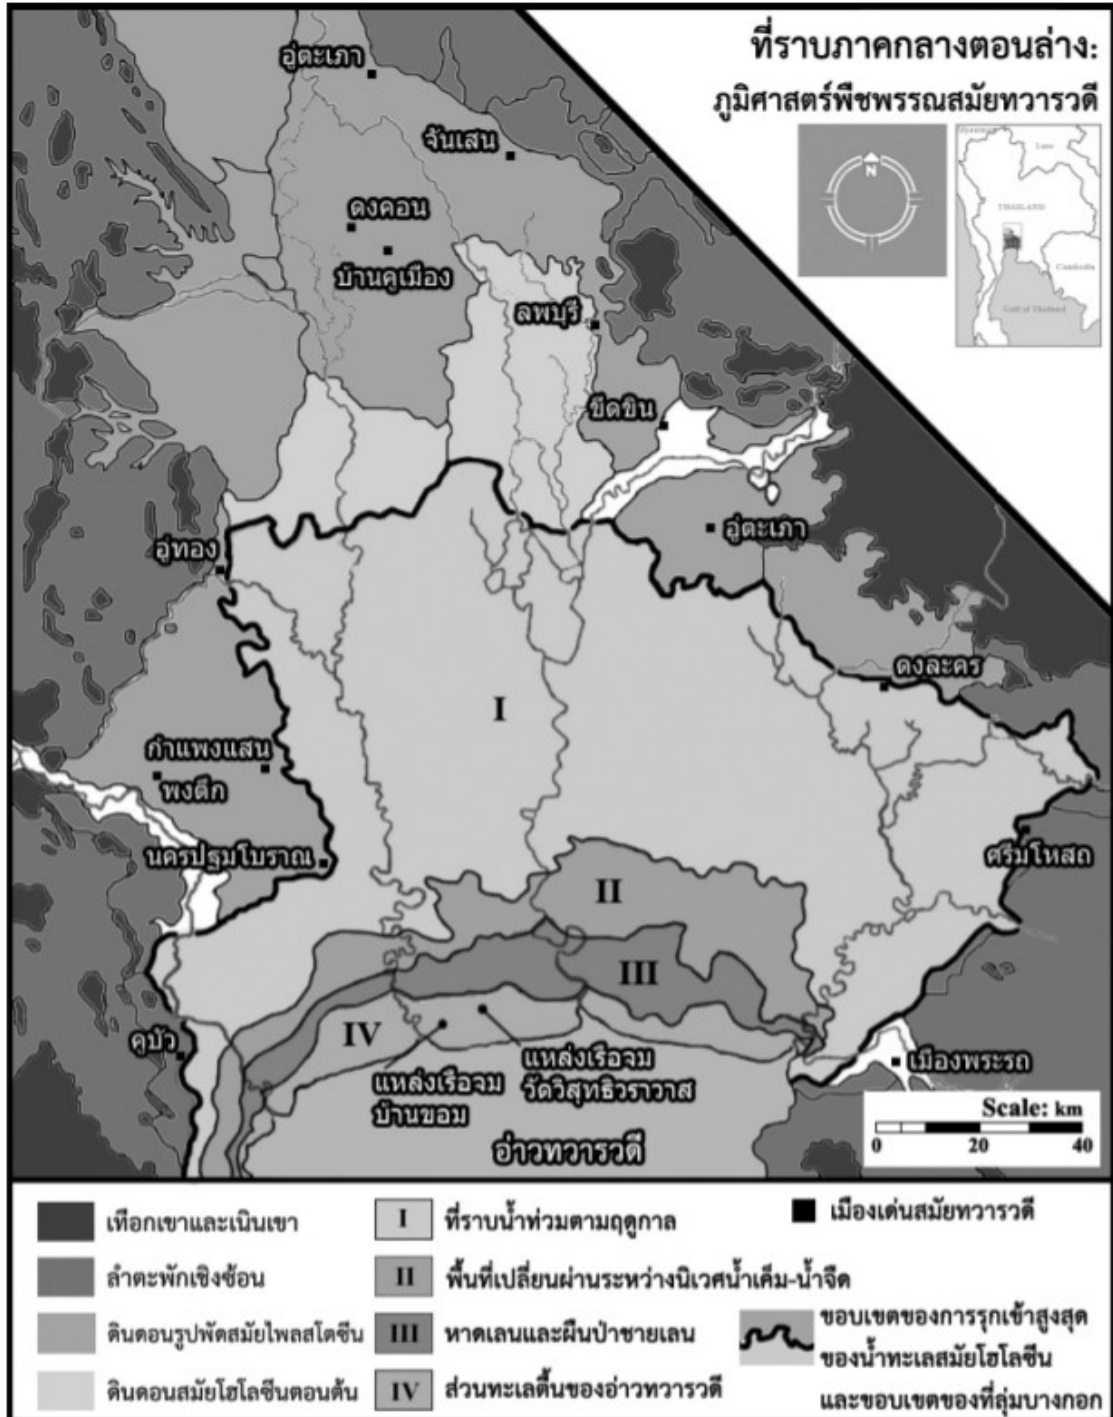 ที่ราบภาคกลางตอนล่าง:
ภูมิศาสตร์พืชพรรณสมัยทวารวดี
N
Myanmar
Laos
THAILAND
Cambodia
Gulf of Thailand
อู่ตะเภา
จันเสน
ดงคอน
บ้านคูเมือง
ลพบุรี
ขีดขิน
อู่ตะเภา
อู่ทอง
ดงละคร
I
กำแพงแสน
พงตึก
นครปฐมโบราณ
ศรีมโหสถ
II
III
IV
คูบัว
แหล่งเรือจม
บ้านขอม
แหล่งเรือจม
วัดวิสุทธิวราวาส
เมืองพระรถ
อ่าวทวารวดี
Scale: km
0 20 40
เทือกเขาและเนินเขา
ลำตะพักเชิงซ้อน
ดินดอนรูปพัดสมัยไพลสโตซีน
ดินดอนสมัยโฮโลซีนตอนต้น
I ที่ราบน้ำท่วมตามฤดูกาล
II พื้นที่เปลี่ยนผ่านระหว่างนิเวศน้ำเค็ม-น้ำจืด
III หาดเลนและผืนป่าชายเลน
IV ส่วนทะเลตื้นของอ่าวทวารวดี
เมืองเด่นสมัยทวารวดี
ขอบเขตของการรุกเข้าสูงสุด
ของน้ำทะเลสมัยโฮโลซีน
และขอบเขตของที่ลุ่มบางกอก